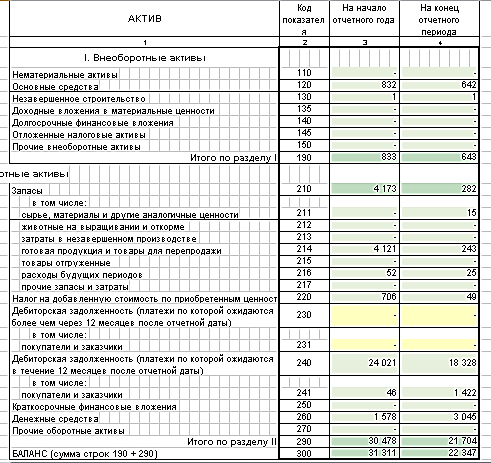 АКТИВ Код показателя На начало отчетного года На конец отчетного периода
1 2 3 4
I. Внеоборотные активы
Нематериальные активы 110 - -
Основные средства 120 832 642
Незавершенное строительство 130 1 1
Доходные вложения в материальные ценности 135 - -
Долгосрочные финансовые вложения 140 - -
Отложенные налоговые активы 145 - -
Прочие внеоборотные активы 150 - -
Итого по разделу I 190 833 643
отные активы
Запасы 210 4 173 282
в том числе:
сырье, материалы и другие аналогичные ценности 211 - 15
животные на выращивании и откорме 212 - -
затраты в незавершенном производстве 213 - -
готовая продукция и товары для перепродажи 214 4 121 243
товары отгруженные 215 - -
расходы будущих периодов 216 52 25
прочие запасы и затраты 217 - -
Налог на добавленную стоимость по приобретенным ценност 220 706 49
Дебиторская задолженность (платежи по которой ожидаются
более чем через 12 месяцев после отчетной даты) 230 - -
в том числе:
покупатели и заказчики 231 - -
Дебиторская задолженность (платежи по которой ожидаются
в течение 12 месяцев после отчетной даты) 240 24 021 18 328
в том числе:
покупатели и заказчики 241 46 1 422
Краткосрочные финансовые вложения 250 - -
Денежные средства 260 1 578 3 045
Прочие оборотные активы 270 - -
Итого по разделу II 290 30 478 21 704
БАЛАНС (сумма строк 190 + 290) 300 31 311 22 347